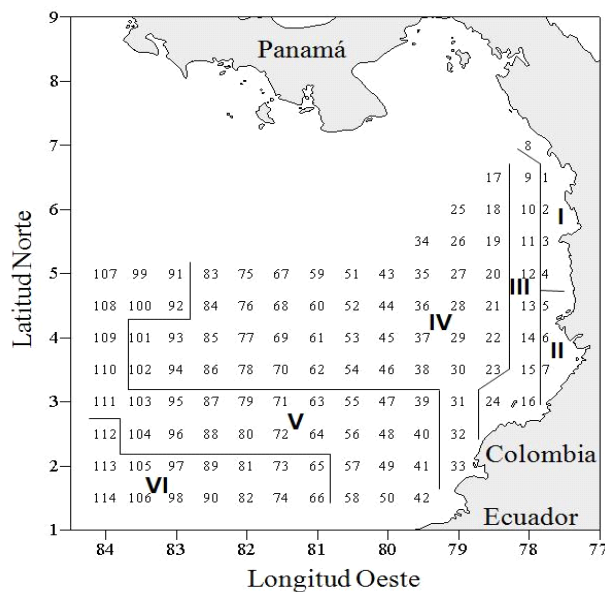 9
Panamá
8
7
8
17 9 1
6
25 18 10 2 I
34 26 19 11 3
5
107 99 91 83 75 67 59 51 43 35 27 20 12 4
III
108 100 92 84 76 68 60 52 44 36 28 21 13 5
IV
4
109 101 93 85 77 69 61 53 45 37 29 22 14 6
II
110 102 94 86 78 70 62 54 46 38 30 23 15 7
3
111 103 95 87 79 71 63 55 47 39 31 24 16
V
112 104 96 88 80 72 64 56 48 40 32
Colombia
2
113 105 97 89 81 73 65 57 49 41 33
VI
114 106 98 90 82 74 66 58 50 42
Ecuador
1
84 83 82 81 80 79 78 77
Longitud Oeste
Latitud Norte